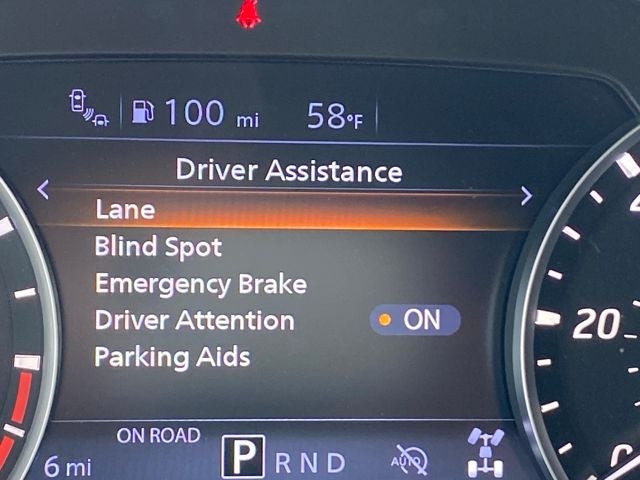 100 mi 58°F
Driver Assistance
Lane
Blind Spot
Emergency Brake
Driver Attention ON
Parking Aids
20
0
ON ROAD
6 mi P R N D AUTO